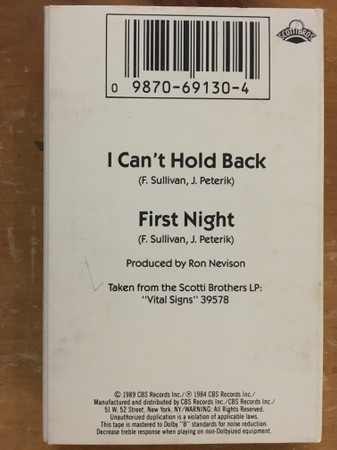 Scotti Bros
0 9870-69130-4
I Can't Hold Back
(F. Sullivan, J. Peterik)
First Night
(F. Sullivan, J. Peterik)
Produced by Ron Nevison
Taken from the Scotti Brothers LP:
"Vital Signs" 39578
© 1989 CBS Records Inc./ ℗ 1984 CBS Records Inc./
Manufactured and distributed by CBS Records Inc./CBS Records Inc./
51 W. 52 Street, New York, NY/WARNING: All Rights Reserved.
Unauthorized duplication is a violation of applicable laws.
This tape is mastered to Dolby "B" standards for noise reduction.
Decrease treble response when playing on non-Dolbyized equipment.